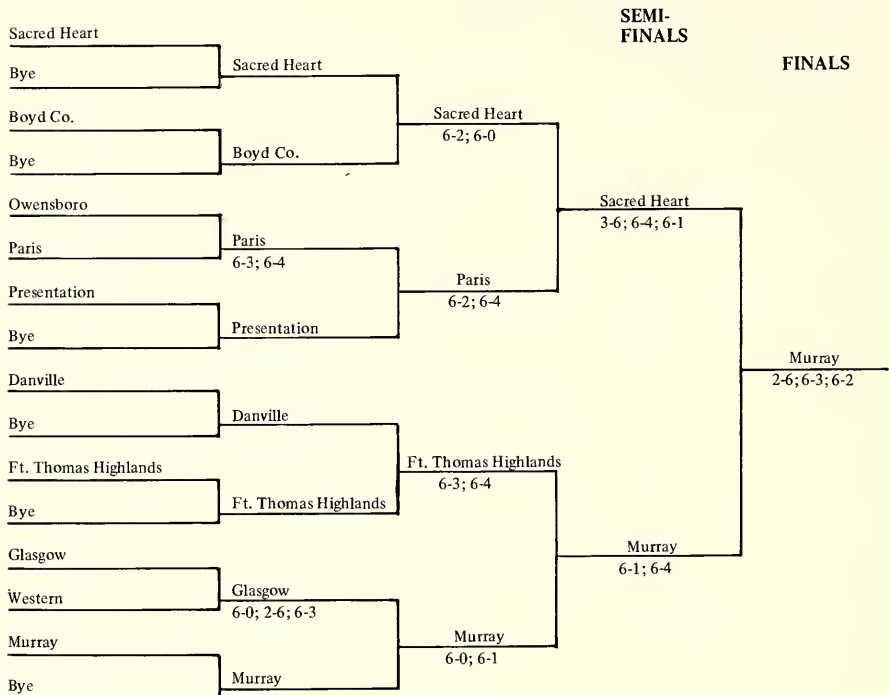 SEMI-
FINALS
FINALS
Sacred Heart
Bye
Sacred Heart
Boyd Co.
Bye
Boyd Co.
Sacred Heart
6-2; 6-0
Owensboro
Paris
Paris
6-3; 6-4
Presentation
Bye
Presentation
Paris
6-2; 6-4
Sacred Heart
3-6; 6-4; 6-1
Danville
Bye
Danville
Ft. Thomas Highlands
Bye
Ft. Thomas Highlands
Ft. Thomas Highlands
6-3; 6-4
Glasgow
Western
Glasgow
6-0; 2-6; 6-3
Murray
Bye
Murray
Murray
6-0; 6-1
Murray
6-1; 6-4
Murray
2-6; 6-3; 6-2